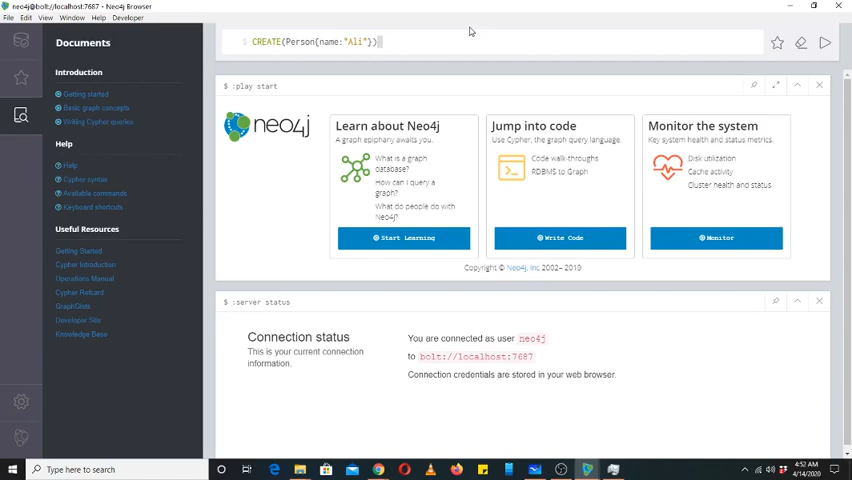 neo4j@bolt://localhost:7687 - Neo4j Browser
File Edit View Window Help Developer
Documents
Introduction
Getting started
Basic graph concepts
Writing Cypher queries
Help
Help
Cypher syntax
Available commands
Keyboard shortcuts
Useful Resources
Getting Started
Cypher Introduction
Operations Manual
Cypher Refcard
GraphGists
Developer Site
Knowledge Base
$ CREATE(Person{name:"Ali"})
$ :play start
neo4j
Learn about Neo4j
A graph epiphany awaits you.
What is a graph
database?
How can I query a
graph?
What do people do with
Neo4j?
Start Learning
Jump into code
Use Cypher, the graph query language.
Code walk-throughs
RDBMS to Graph
Write Code
Monitor the system
Key system health and status metrics.
Disk utilization
Cache activity
Cluster health and status
Monitor
Copyright © Neo4j, Inc 2002– 2019
$ :server status
Connection status
This is your current connection
information.
You are connected as user neo4j
to bolt://localhost:7687
Connection credentials are stored in your web browser.
Type here to search
4:52 AM
4/14/2020